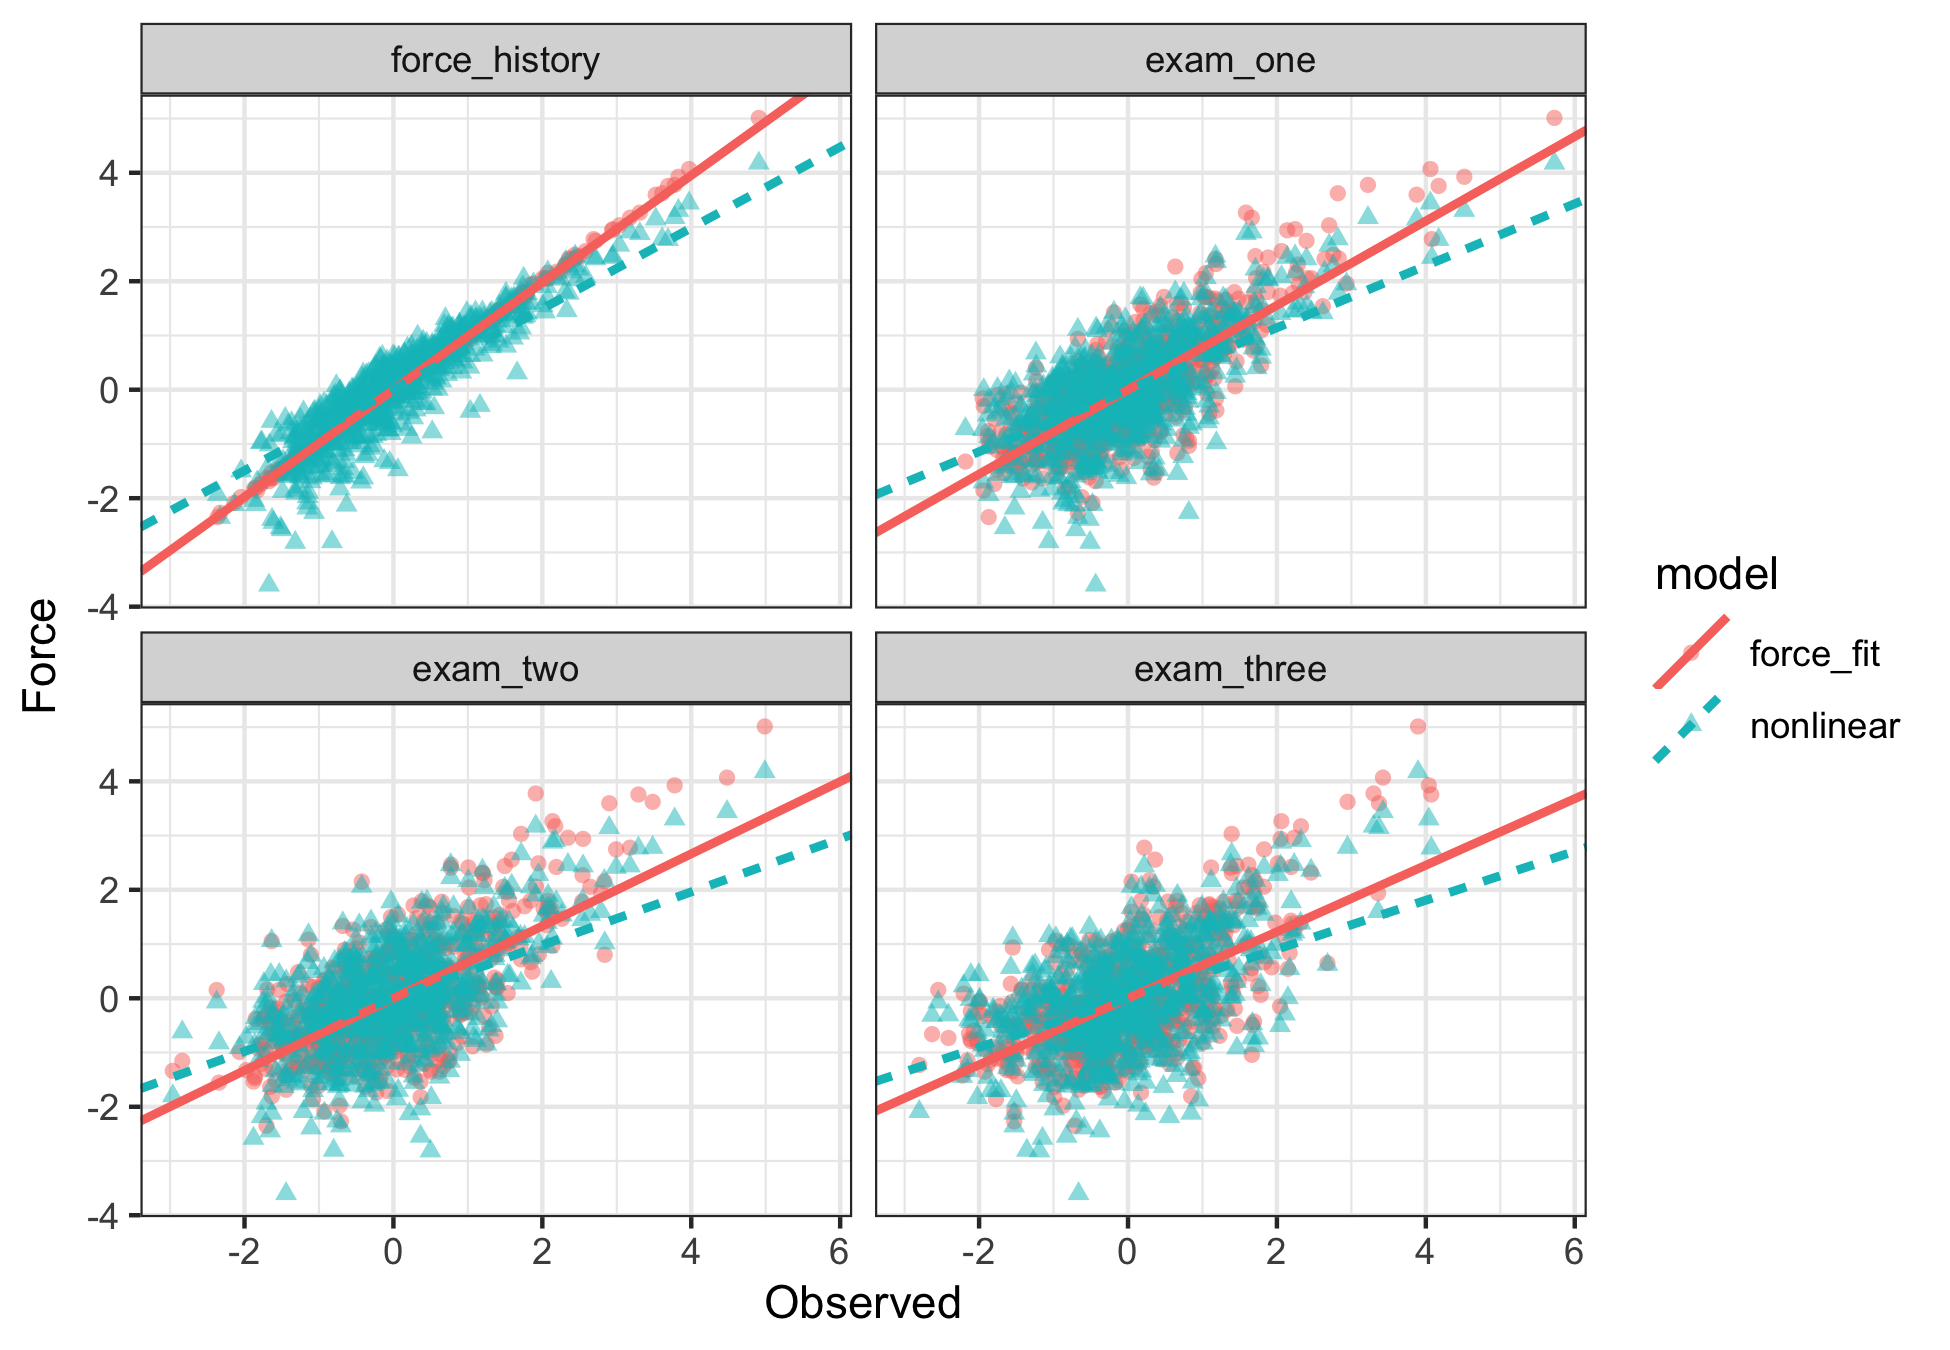 force_history
exam_one
4
2
0
-2
-4
exam_two
exam_three
4
2
0
-2
-4
-2 0 2 4 6
-2 0 2 4 6
Observed
Force
model
force_fit
nonlinear